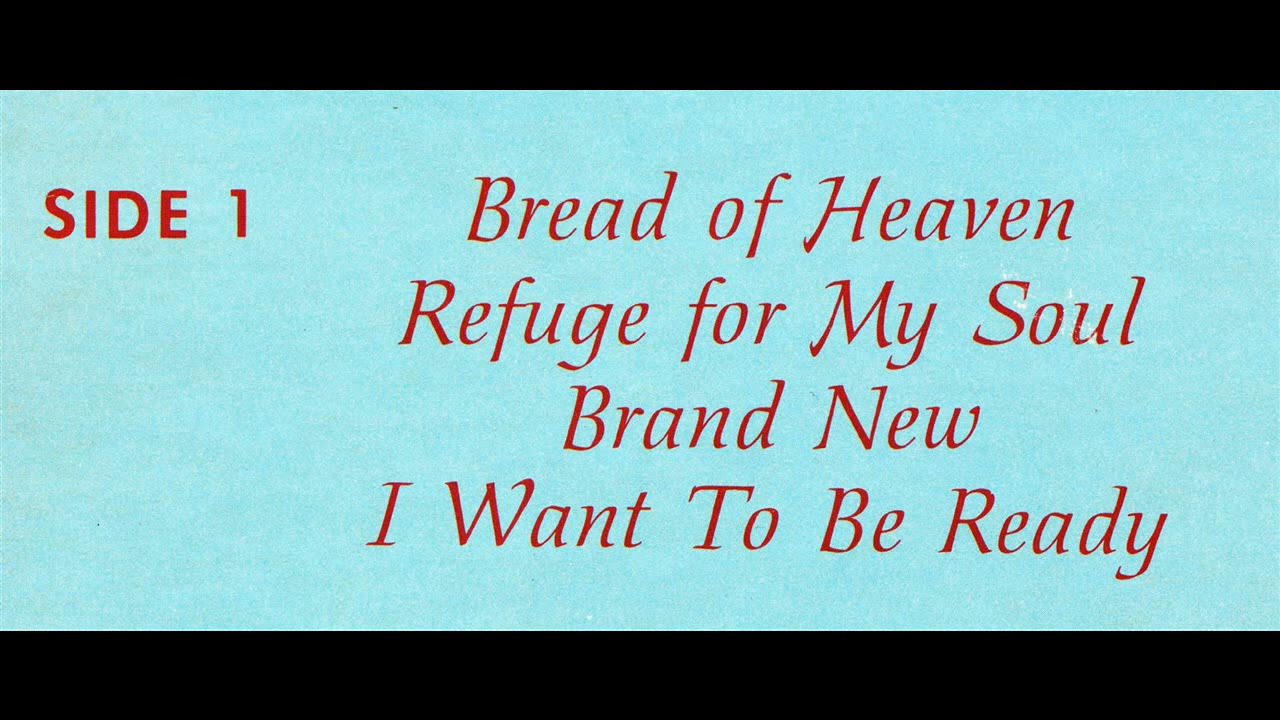 SIDE 1
Bread of Heaven
Refuge for My Soul
Brand New
I Want To Be Ready